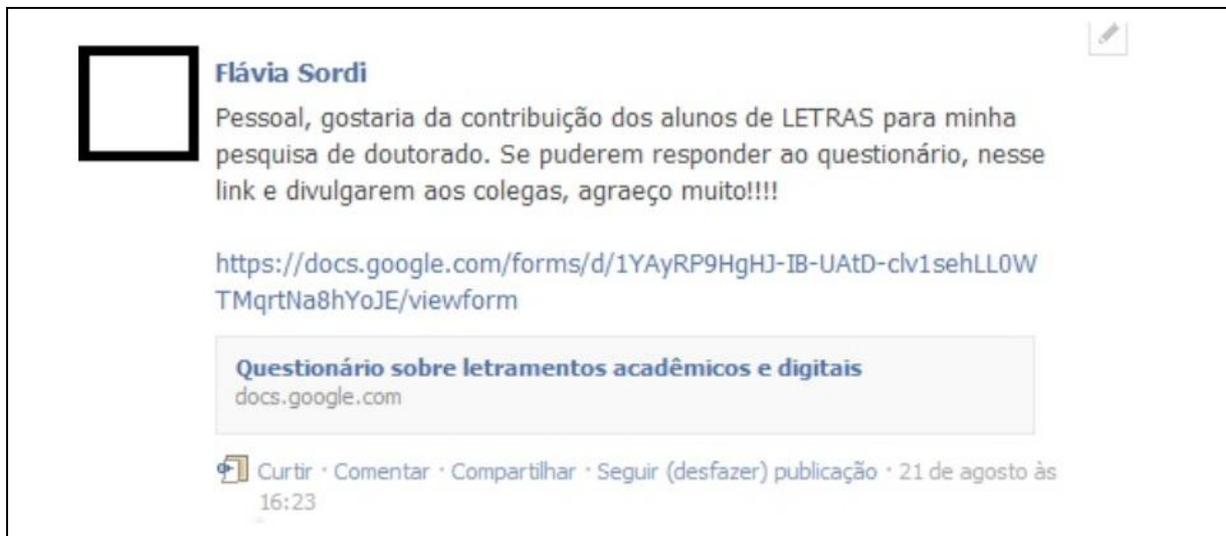 Flávia Sordi
Pessoal, gostaria da contribuição dos alunos de LETRAS para minha
pesquisa de doutorado. Se puderem responder ao questionário, nesse
link e divulgarem aos colegas, agraeço muito!!!!
https://docs.google.com/forms/d/1YAyRP9HgHJ-IB-UAtD-clv1sehLL0W
TMqrtNa8hYoJE/viewform
Questionário sobre letramentos acadêmicos e digitais
docs.google.com
Curtir · Comentar · Compartilhar · Seguir (desfazer) publicação · 21 de agosto às
16:23